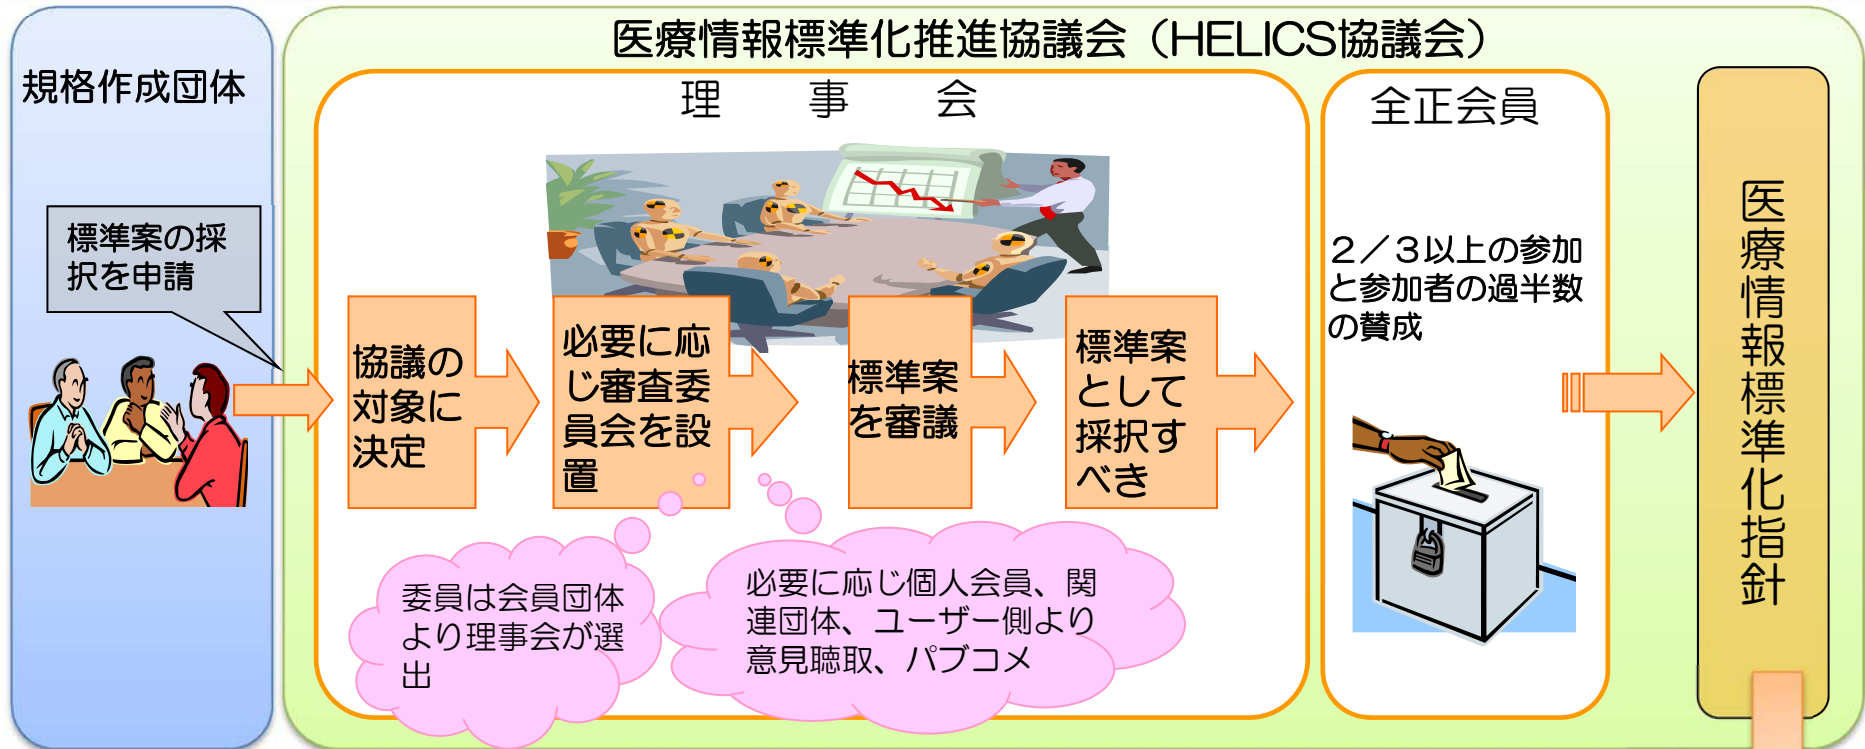 医療情報標準化推進協議会（HELICS協議会）
規格作成団体
標準案の採
択を申請
理　事　会
協議の
対象に
決定
必要に応
じ審査委
員会を設
置
標準案
を審議
標準案
として
採択す
べき
委員は会員団体
より理事会が選
出
必要に応じ個人会員、関
連団体、ユーザー側より
意見聴取、パブコメ
全正会員
２／３以上の参加
と参加者の過半数
の賛成
医療情報標準化指針